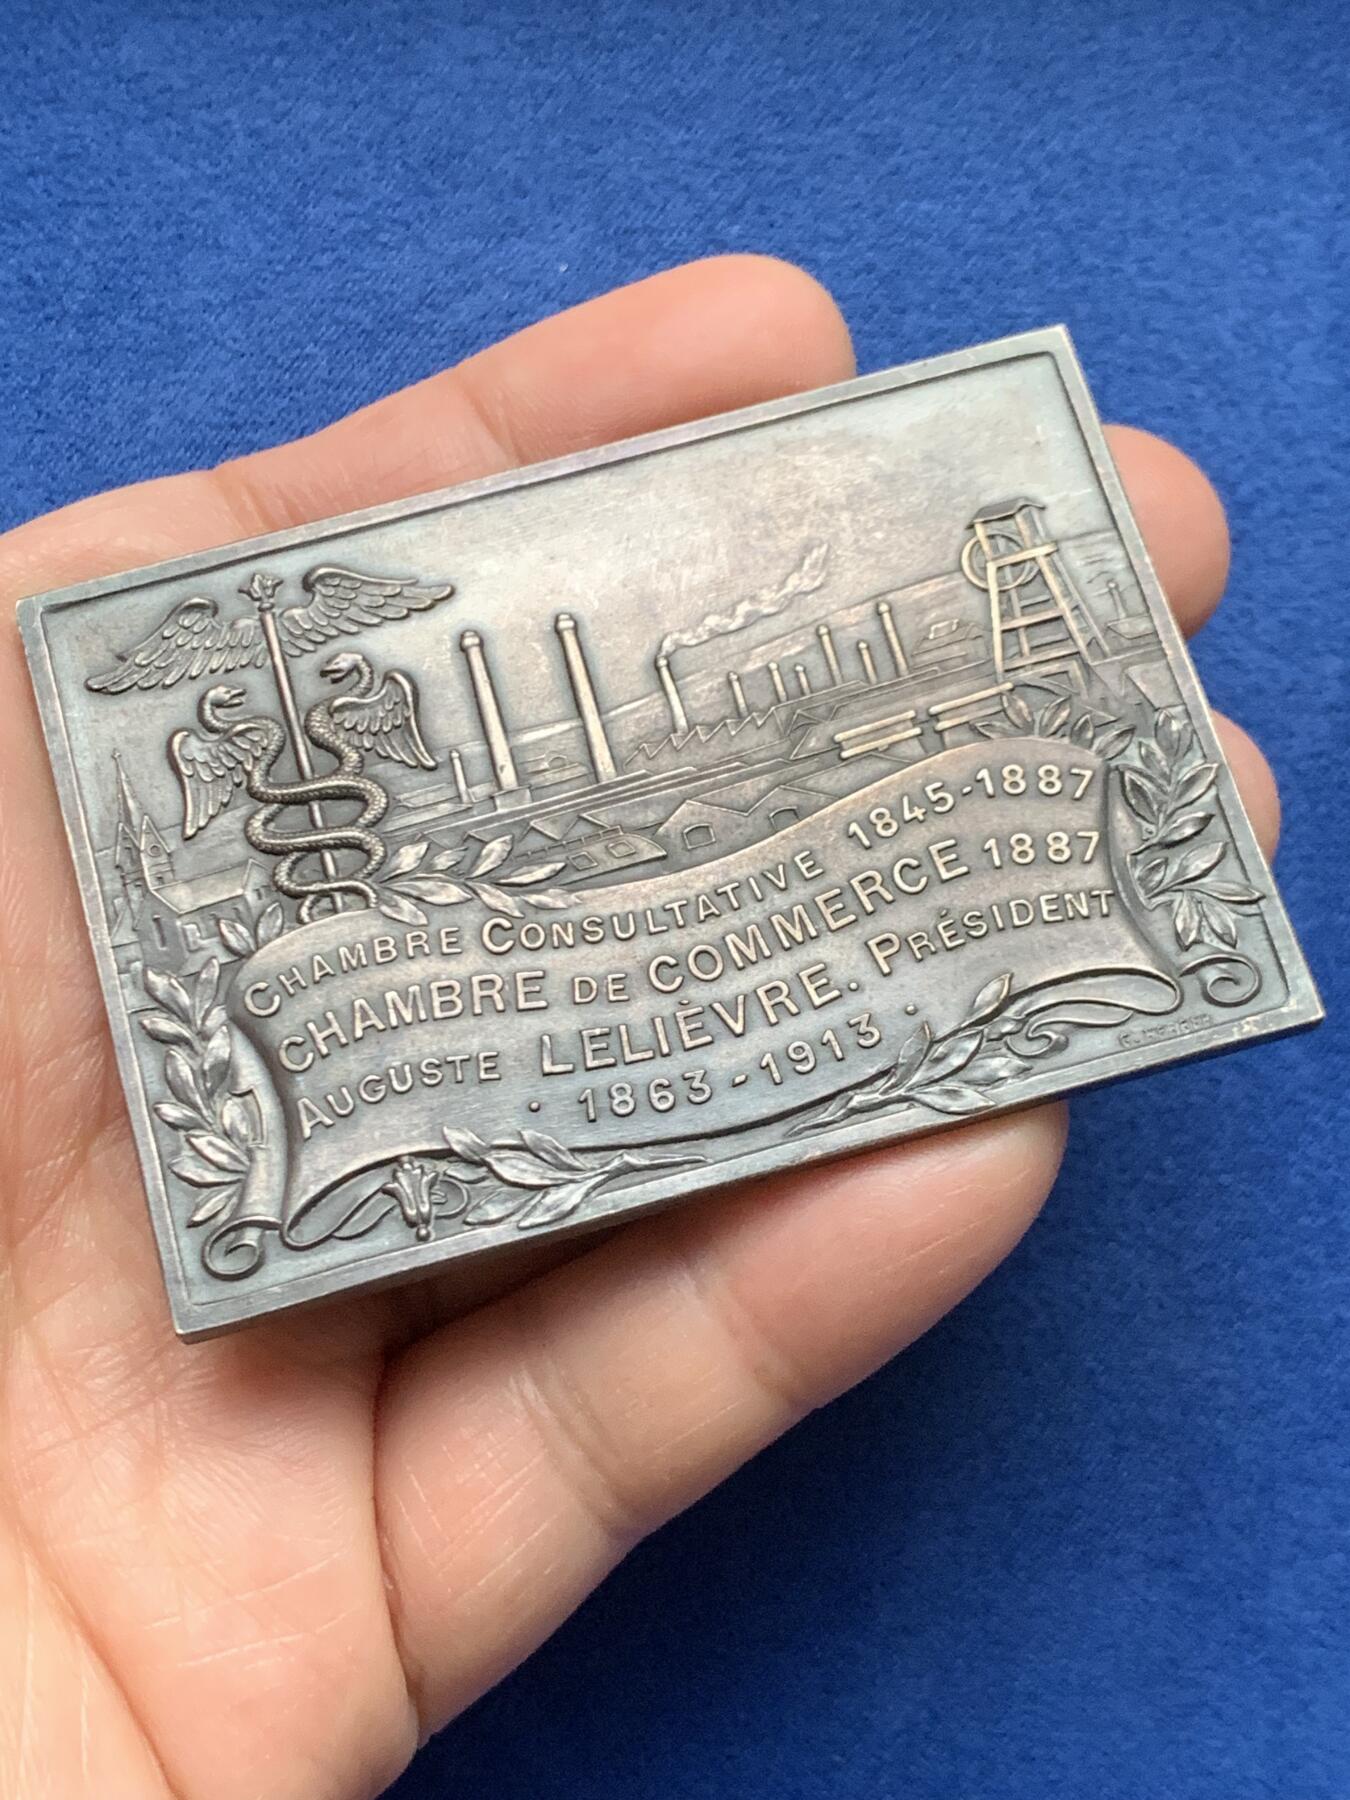 CHAMBRE CONSULTATIVE 1845-1887
CHAMBRE DE COMMERCE 1887
AUGUSTE LELIÈVRE. PRÉSIDENT
· 1863-1913 ·